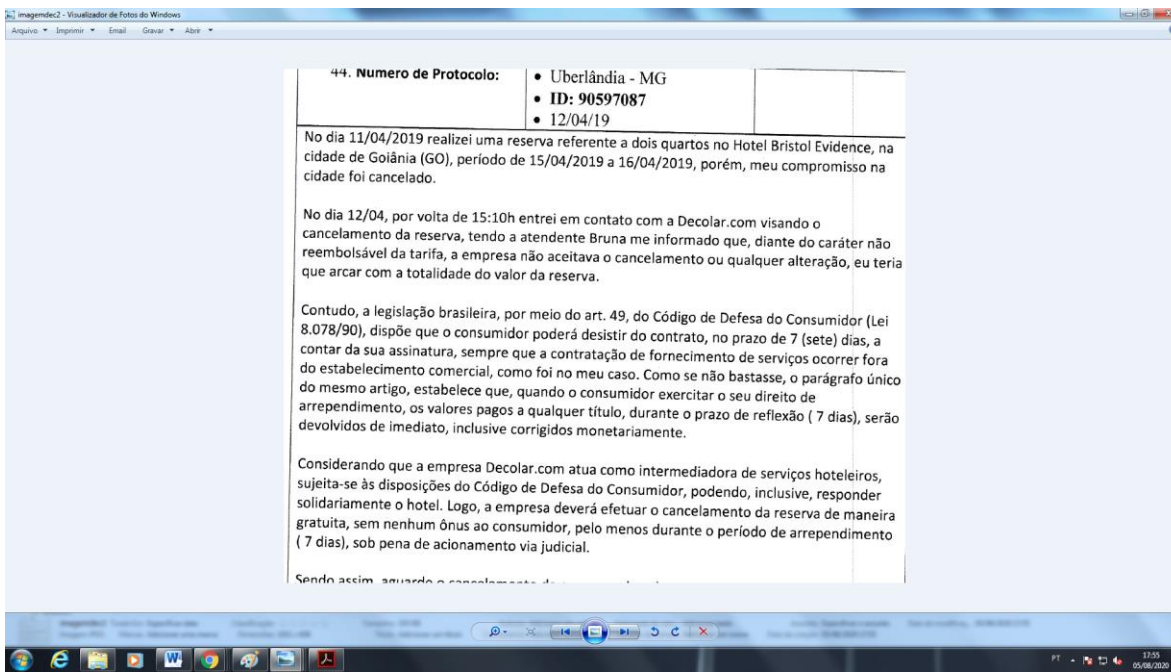 imagemdec2 - Visualizador de Fotos do Windows
Arquivo Imprimir Email Gravar Abrir
44. Numero de Protocolo:
• Uberlândia - MG
• ID: 90597087
• 12/04/19
No dia 11/04/2019 realizei uma reserva referente a dois quartos no Hotel Bristol Evidence, na
cidade de Goiânia (GO), período de 15/04/2019 a 16/04/2019, porém, meu compromisso na
cidade foi cancelado.
No dia 12/04, por volta de 15:10h entrei em contato com a Decolar.com visando o
cancelamento da reserva, tendo a atendente Bruna me informado que, diante do caráter não
reembolsável da tarifa, a empresa não aceitava o cancelamento ou qualquer alteração, eu teria
que arcar com a totalidade do valor da reserva.
Contudo, a legislação brasileira, por meio do art. 49, do Código de Defesa do Consumidor (Lei
8.078/90), dispõe que o consumidor poderá desistir do contrato, no prazo de 7 (sete) dias, a
contar da sua assinatura, sempre que a contratação de fornecimento de serviços ocorrer fora
do estabelecimento comercial, como foi no meu caso. Como se não bastasse, o parágrafo único
do mesmo artigo, estabelece que, quando o consumidor exercitar o seu direito de
arrependimento, os valores pagos a qualquer título, durante o prazo de reflexão ( 7 dias), serão
devolvidos de imediato, inclusive corrigidos monetariamente.
Considerando que a empresa Decolar.com atua como intermediadora de serviços hoteleiros,
sujeita-se às disposições do Código de Defesa do Consumidor, podendo, inclusive, responder
solidariamente o hotel. Logo, a empresa deverá efetuar o cancelamento da reserva de maneira
gratuita, sem nenhum ônus ao consumidor, pelo menos durante o período de arrependimento
( 7 dias), sob pena de acionamento via judicial.
Sendo assim, aguardo o cancelamento
PT
17:55
05/08/2020